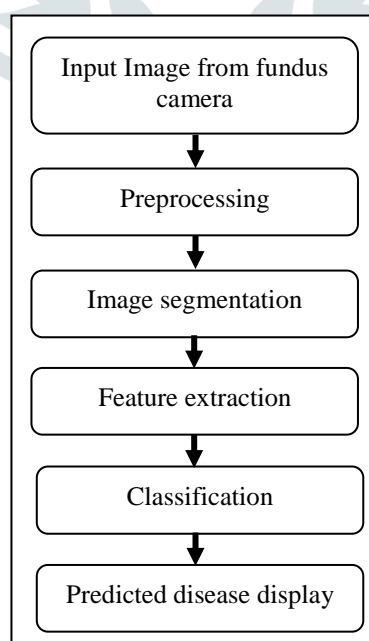 Input Image from fundus
camera
Preprocessing
Image segmentation
Feature extraction
Classification
Predicted disease display